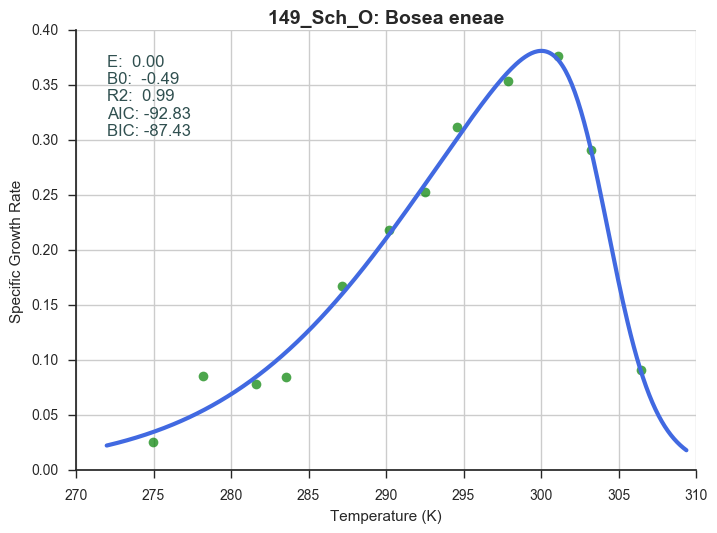 149_Sch_O: Bosea eneae
E:  0.00
B0:  -0.49
R2:  0.99
AIC: -92.83
BIC: -87.43
Specific Growth Rate
0.40
0.35
0.30
0.25
0.20
0.15
0.10
0.05
0.00
270 275 280 285 290 295 300 305 310
Temperature (K)